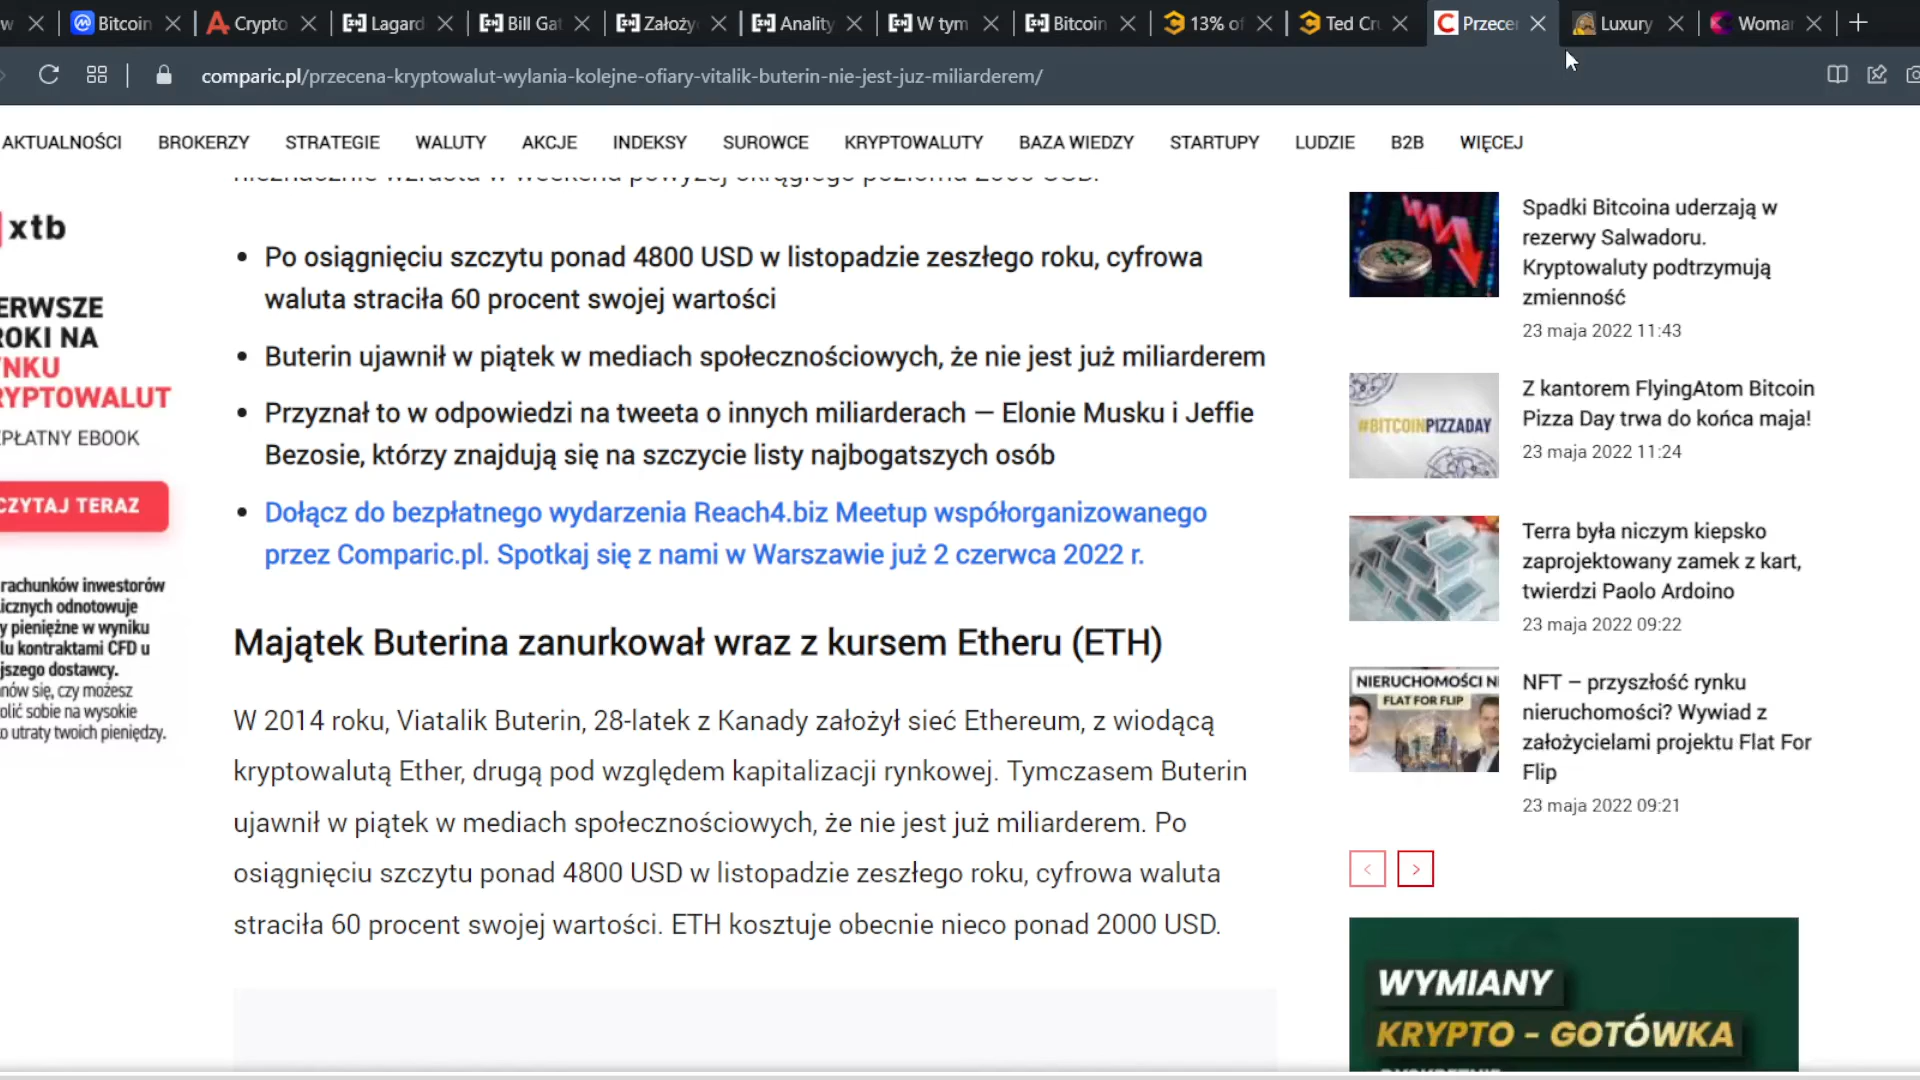 w
Bitcoin
Crypto
Lagard
Bill Gat
Założy
Anality
W tym
Bitcoin
13% of
Ted Cru
Przecen
Luxury
Woman
comparic.pl/przecena-kryptowalut-wylania-kolejne-ofiary-vitalik-buterin-nie-jest-juz-miliarderem/
AKTUALNOŚCI BROKERZY STRATEGIE WALUTY AKCJE INDEKSY SUROWCE KRYPTOWALUTY BAZA WIEDZY STARTUPY LUDZIE B2B WIĘCEJ
nieznacznie wzrasta w weekend powyżej okrągłego poziomu 2000 USD.
Po osiągnięciu szczytu ponad 4800 USD w listopadzie zeszłego roku, cyfrowa
waluta straciła 60 procent swojej wartości
Buterin ujawnił w piątek w mediach społecznościowych, że nie jest już miliarderem
Przyznał to w odpowiedzi na tweeta o innych miliarderach — Elonie Musku i Jeffie
Bezosie, którzy znajdują się na szczycie listy najbogatszych osób
Dołącz do bezpłatnego wydarzenia Reach4.biz Meetup współorganizowanego
przez Comparic.pl. Spotkaj się z nami w Warszawie już 2 czerwca 2022 r.
Majątek Buterina zanurkował wraz z kursem Etheru (ETH)
W 2014 roku, Viatalik Buterin, 28-latek z Kanady założył sieć Ethereum, z wiodącą
kryptowalutą Ether, drugą pod względem kapitalizacji rynkowej. Tymczasem Buterin
ujawnił w piątek w mediach społecznościowych, że nie jest już miliarderem. Po
osiągnięciu szczytu ponad 4800 USD w listopadzie zeszłego roku, cyfrowa waluta
straciła 60 procent swojej wartości. ETH kosztuje obecnie nieco ponad 2000 USD.
xtb
ERWSZE
ROKI NA
YNKU
RYPTOWALUT
PŁATNY EBOOK
CZYTAJ TERAZ
rachunków inwestorów
icznych odnotowuje
y pieniężne w wyniku
lu kontraktami CFD u
jszego dostawcy.
nów się, czy możesz
olić sobie na wysokie
o utraty twoich pieniędzy.
Spadki Bitcoina uderzają w
rezerwy Salwadoru.
Kryptowaluty podtrzymują
zmienność
23 maja 2022 11:43
#BITCOINPIZZADAY
Z kantorem FlyingAtom Bitcoin
Pizza Day trwa do końca maja!
23 maja 2022 11:24
Terra była niczym kiepsko
zaprojektowany zamek z kart,
twierdzi Paolo Ardoino
23 maja 2022 09:22
NIERUCHOMOŚCI N
FLAT FOR FLIP
NFT – przyszłość rynku
nieruchomości? Wywiad z
założycielami projektu Flat For
Flip
23 maja 2022 09:21
WYMIANY
KRYPTO - GOTÓWKA